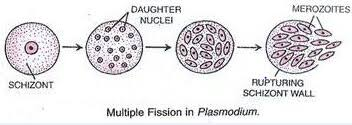 DAUGHTER
NUCLEI
MEROZOITES
SCHIZONT
RUPTURING
SCHIZONT WALL
Multiple Fission in Plasmodium.